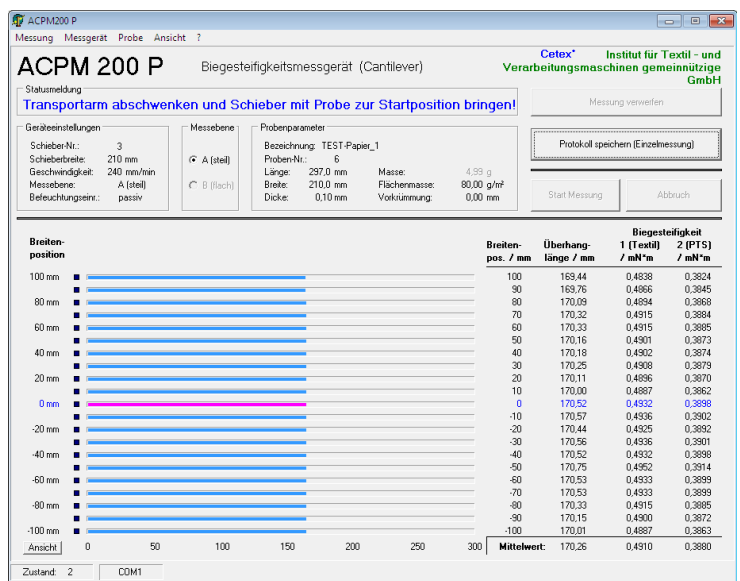 ACPM200 P
Messung Messgerät Probe Ansicht ?
ACPM 200 P
Biegesteifigkeitsmessgerät (Cantilever)
Cetex* Institut für Textil - und
Verarbeitungsmaschinen gemeinnützige
GmbH
Statusmeldung
Transportarm abschwenken und Schieber mit Probe zur Startposition bringen!
Messung verwerfen
Geräteeinstellungen
Schieber-Nr.: 3
Schieberbreite: 210 mm
Geschwindigkeit: 240 mm/min
Messebene: A (steil)
Befeuchtungseinr.: passiv
Messebene
A (steil)
B (flach)
Probenparameter
Bezeichnung: TEST-Papier_1
Proben-Nr.: 6
Länge: 297,0 mm Masse: 4,99 g
Breite: 210,0 mm Flächenmasse: 80,00 g/m²
Dicke: 0,10 mm Vorkrümmung: 0,00 mm
Protokoll speichern (Einzelmessung)
Start Messung Abbruch
Breiten-
position
100 mm
80 mm
60 mm
40 mm
20 mm
0 mm
-20 mm
-40 mm
-60 mm
-80 mm
-100 mm
Ansicht 0 50 100 150 200 250 300
Biegesteifigkeit
Breiten- Überhang- 1 (Textil) 2 (PTS)
pos. / mm länge / mm / mN*m / mN*m
100 169,44 0,4838 0,3824
90 169,76 0,4866 0,3845
80 170,09 0,4894 0,3868
70 170,32 0,4915 0,3884
60 170,33 0,4915 0,3885
50 170,16 0,4901 0,3873
40 170,18 0,4902 0,3874
30 170,25 0,4908 0,3879
20 170,11 0,4896 0,3870
10 170,00 0,4887 0,3862
0 170,52 0,4932 0,3898
-10 170,57 0,4936 0,3902
-20 170,44 0,4925 0,3892
-30 170,56 0,4936 0,3901
-40 170,52 0,4932 0,3898
-50 170,75 0,4952 0,3914
-60 170,53 0,4933 0,3899
-70 170,53 0,4933 0,3899
-80 170,33 0,4915 0,3885
-90 170,15 0,4900 0,3872
-100 170,01 0,4887 0,3863
Mittelwert: 170,26 0,4910 0,3880
Zustand: 2 COM1